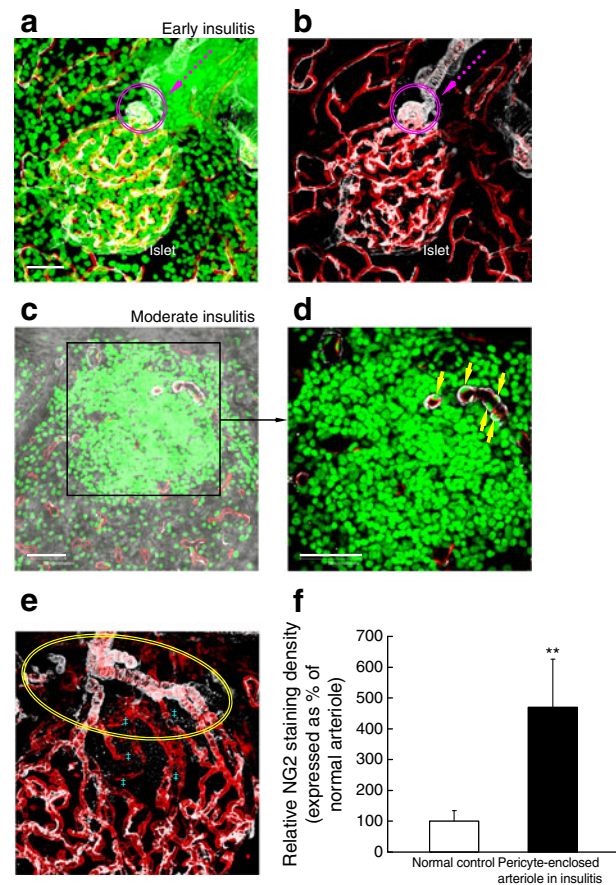 a
Early insulitis
b
Islet
Islet
c
Moderate insulitis
d
e
‡ ‡
‡
‡ ‡
f
Relative NG2 staining density
(expressed as % of
normal arteriole)
700
600
500
400
300
200
100
0
**
Normal control
Pericyte-enclosed
arteriole in insulitis